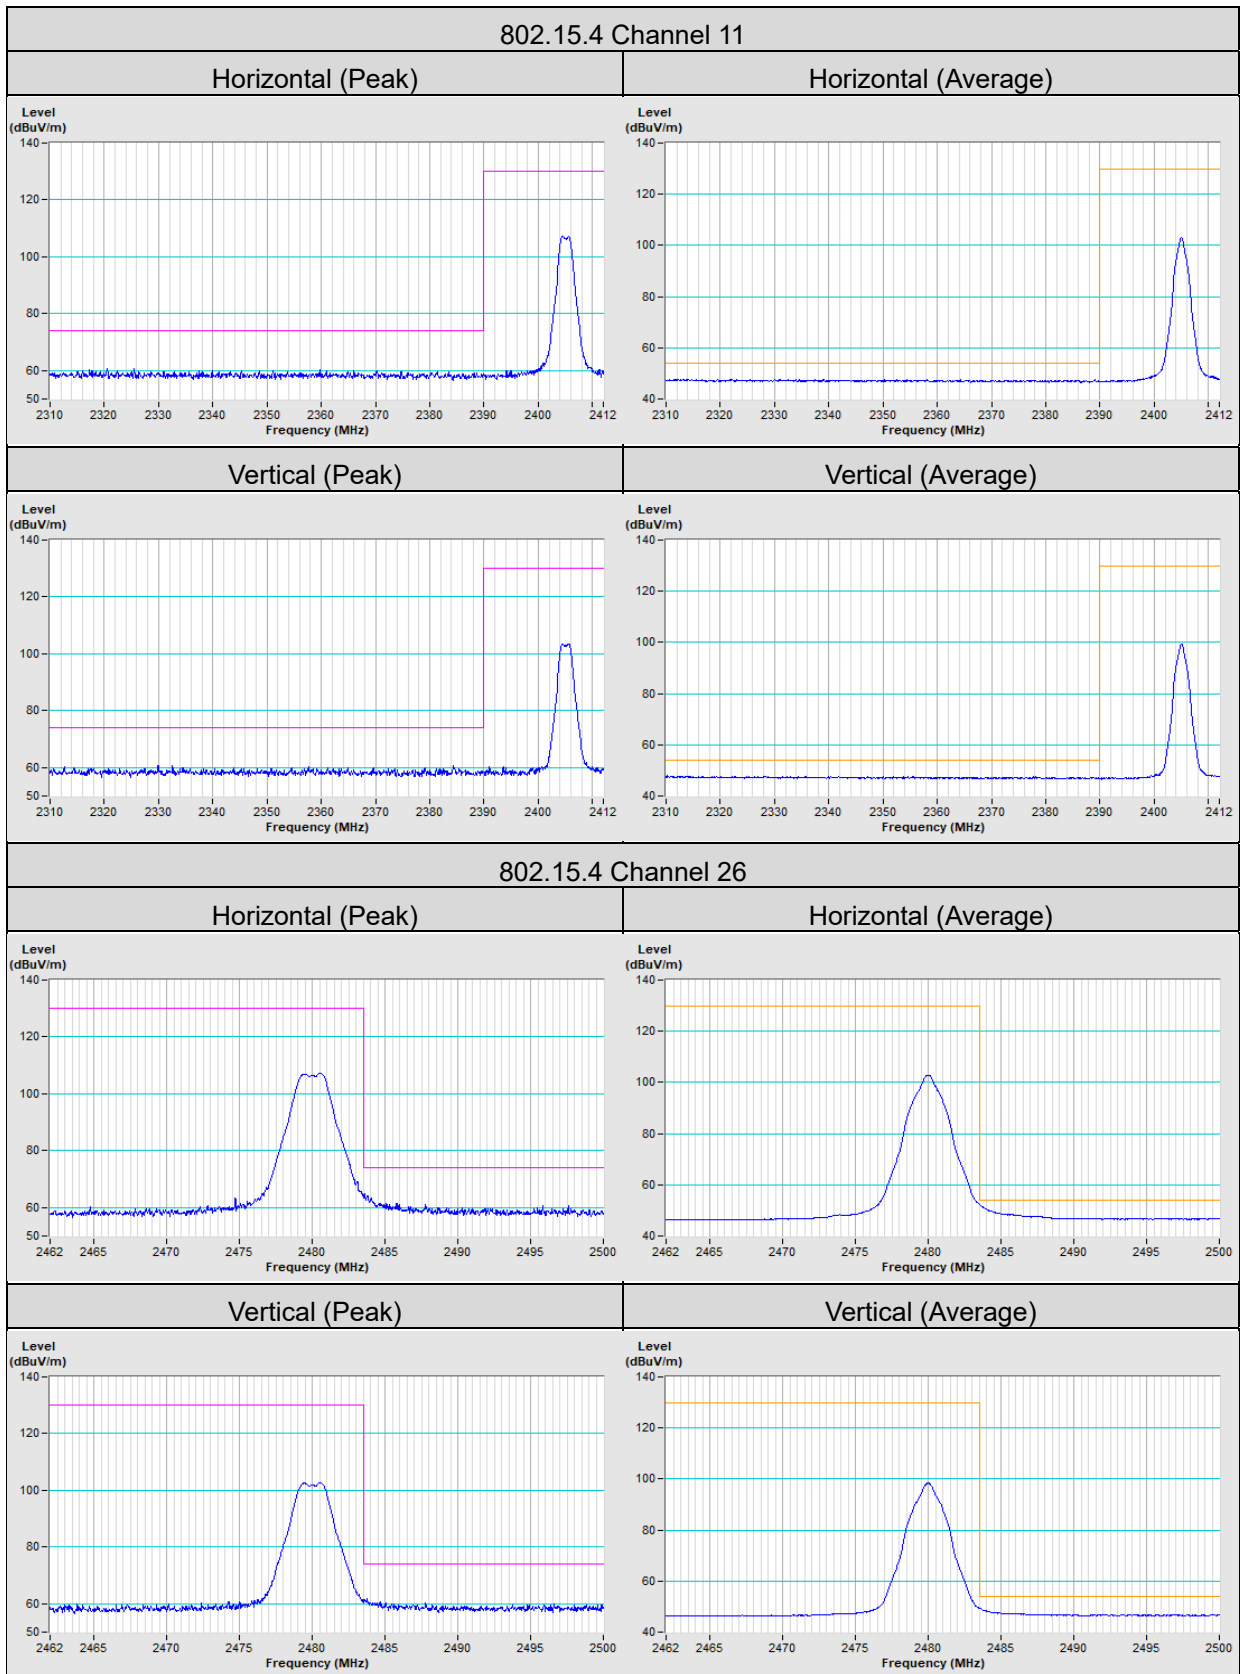 802.15.4 Channel 11
Horizontal (Peak) Horizontal (Average)
Level Level
(dBuV/m) (dBuV/m)
140 140
120 120
100 100
80 80
60 60
50 40
2310 2320 2330 2340 2350 2360 2370 2380 2390 2400 2412 2310 2320 2330 2340 2350 2360 2370 2380 2390 2400 2412
Frequency (MHz) Frequency (MHz)
Vertical (Peak) Vertical (Average)
Level Level
(dBuV/m) (dBuV/m)
140 140
120 120
100 100
80 80
60 60
50 40
2310 2320 2330 2340 2350 2360 2370 2380 2390 2400 2412 2310 2320 2330 2340 2350 2360 2370 2380 2390 2400 2412
Frequency (MHz) Frequency (MHz)
802.15.4 Channel 26
Horizontal (Peak) Horizontal (Average)
Level Level
(dBuV/m) (dBuV/m)
140 140
120 120
100 100
80 80
60 60
50 40
2462 2465 2470 2475 2480 2485 2490 2495 2500 2462 2465 2470 2475 2480 2485 2490 2495 2500
Frequency (MHz) Frequency (MHz)
Vertical (Peak) Vertical (Average)
Level Level
(dBuV/m) (dBuV/m)
140 140
120 120
100 100
80 80
60 60
50 40
2462 2465 2470 2475 2480 2485 2490 2495 2500 2462 2465 2470 2475 2480 2485 2490 2495 2500
Frequency (MHz) Frequency (MHz)